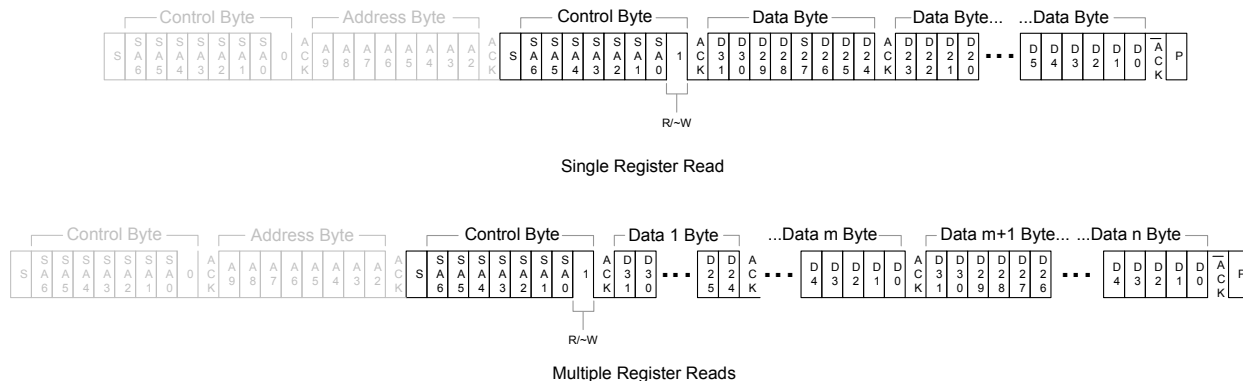 Control Byte Address Byte Control Byte Data Byte Data Byte... ...Data Byte
S SA6 SA5 SA4 SA3 SA2 SA1 SA0 0 ACK A9 A8 A7 A6 A5 A4 A3 A2 ACK S SA6 SA5 SA4 SA3 SA2 SA1 SA0 1 ACK D31 D30 D29 D28 S27 D26 D25 D24 ACK D23 D22 D21 D20 ... D5 D4 D3 D2 D1 D0 A̅CK P
R/~W
Single Register Read
Control Byte Address Byte Control Byte Data 1 Byte ...Data m Byte Data m+1 Byte... ...Data n Byte
S SA6 SA5 SA4 SA3 SA2 SA1 SA0 0 ACK A9 A8 A7 A6 A5 A4 A3 A2 ACK S SA6 SA5 SA4 SA3 SA2 SA1 SA0 1 ACK D31 D30 ... D25 D24 ACK ... D4 D3 D2 D1 D0 ACK D31 D30 D29 D28 D27 D26 ... D4 D3 D2 D1 D0 A̅CK P
R/~W
Multiple Register Reads